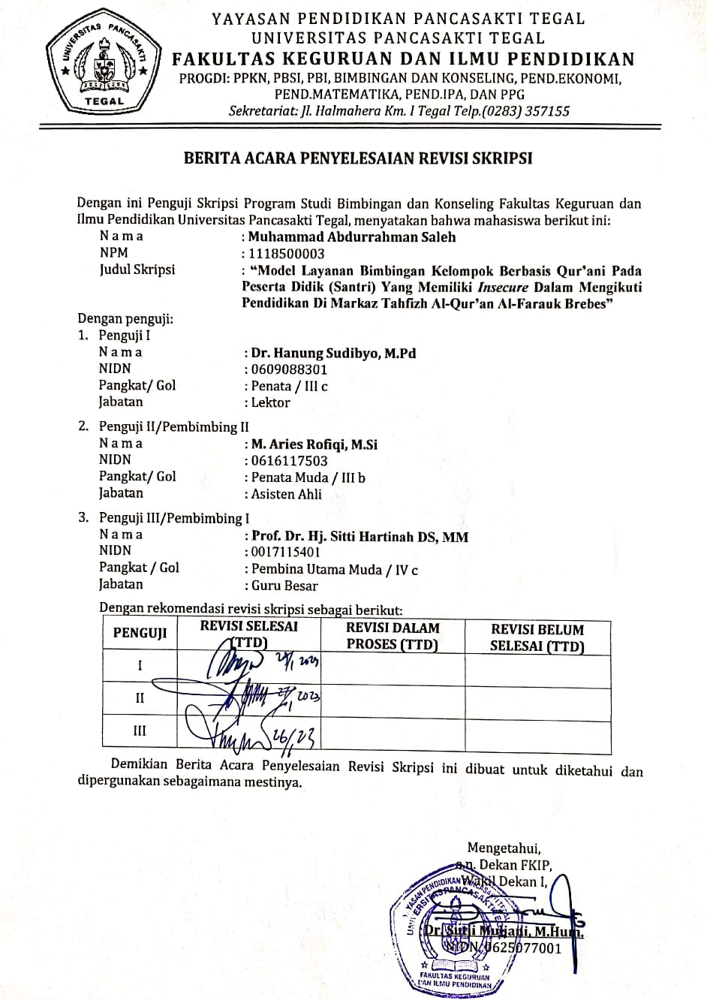 UNIVERSITAS PANCASAKTI
TEGAL
YAYASAN PENDIDIKAN PANCASAKTI TEGAL
UNIVERSITAS PANCASAKTI TEGAL
FAKULTAS KEGURUAN DAN ILMU PENDIDIKAN
PROGDI: PPKN, PBSI, PBI, BIMBINGAN DAN KONSELING, PEND.EKONOMI,
PEND.MATEMATIKA, PEND.IPA, DAN PPG
Sekretariat: Jl. Halmahera Km. I Tegal Telp.(0283) 357155
BERITA ACARA PENYELESAIAN REVISI SKRIPSI
Dengan ini Penguji Skripsi Program Studi Bimbingan dan Konseling Fakultas Keguruan dan
Ilmu Pendidikan Universitas Pancasakti Tegal, menyatakan bahwa mahasiswa berikut ini:
N a m a : Muhammad Abdurrahman Saleh
NPM : 1118500003
Judul Skripsi : “Model Layanan Bimbingan Kelompok Berbasis Qur’ani Pada
Peserta Didik (Santri) Yang Memiliki Insecure Dalam Mengikuti
Pendidikan Di Markaz Tahfizh Al-Qur’an Al-Farauk Brebes”
Dengan penguji:
1. Penguji I
N a m a : Dr. Hanung Sudibyo, M.Pd
NIDN : 0609088301
Pangkat/ Gol : Penata / III c
Jabatan : Lektor
2. Penguji II/Pembimbing II
N a m a : M. Aries Rofiqi, M.Si
NIDN : 0616117503
Pangkat/ Gol : Penata Muda / III b
Jabatan : Asisten Ahli
3. Penguji III/Pembimbing I
N a m a : Prof. Dr. Hj. Sitti Hartinah DS, MM
NIDN : 0017115401
Pangkat / Gol : Pembina Utama Muda / IV c
Jabatan : Guru Besar
Dengan rekomendasi revisi skripsi sebagai berikut:
PENGUJI REVISI SELESAI (TTD) REVISI DALAM PROSES (TTD) REVISI BELUM SELESAI (TTD)
I
II 27/1 2023
III 26/1 23
Demikian Berita Acara Penyelesaian Revisi Skripsi ini dibuat untuk diketahui dan
dipergunakan sebagaimana mestinya.
Mengetahui,
a.n. Dekan FKIP,
Wakil Dekan I,
Dr. Mulyani, M.Hum.
NIDN 0625077001
YAYASAN PENDIDIKAN PANCASAKTI TEGAL
UNIVERSITAS PANCASAKTI TEGAL
FAKULTAS KEGURUAN
DAN ILMU PENDIDIKAN